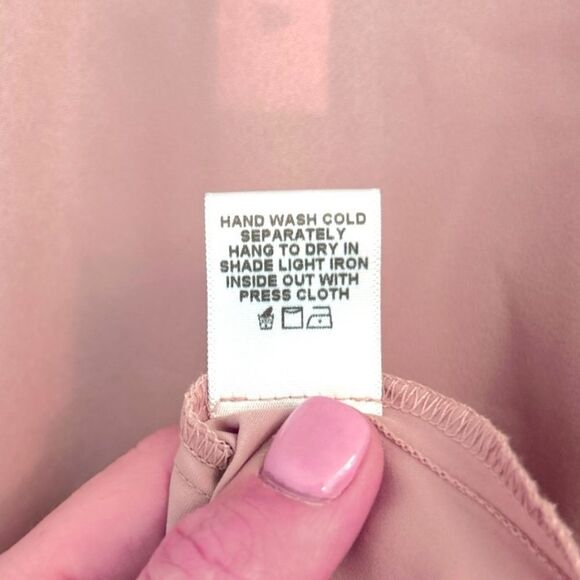 HAND WASH COLD
SEPARATELY
HANG TO DRY IN
SHADE LIGHT IRON
INSIDE OUT WITH
PRESS CLOTH